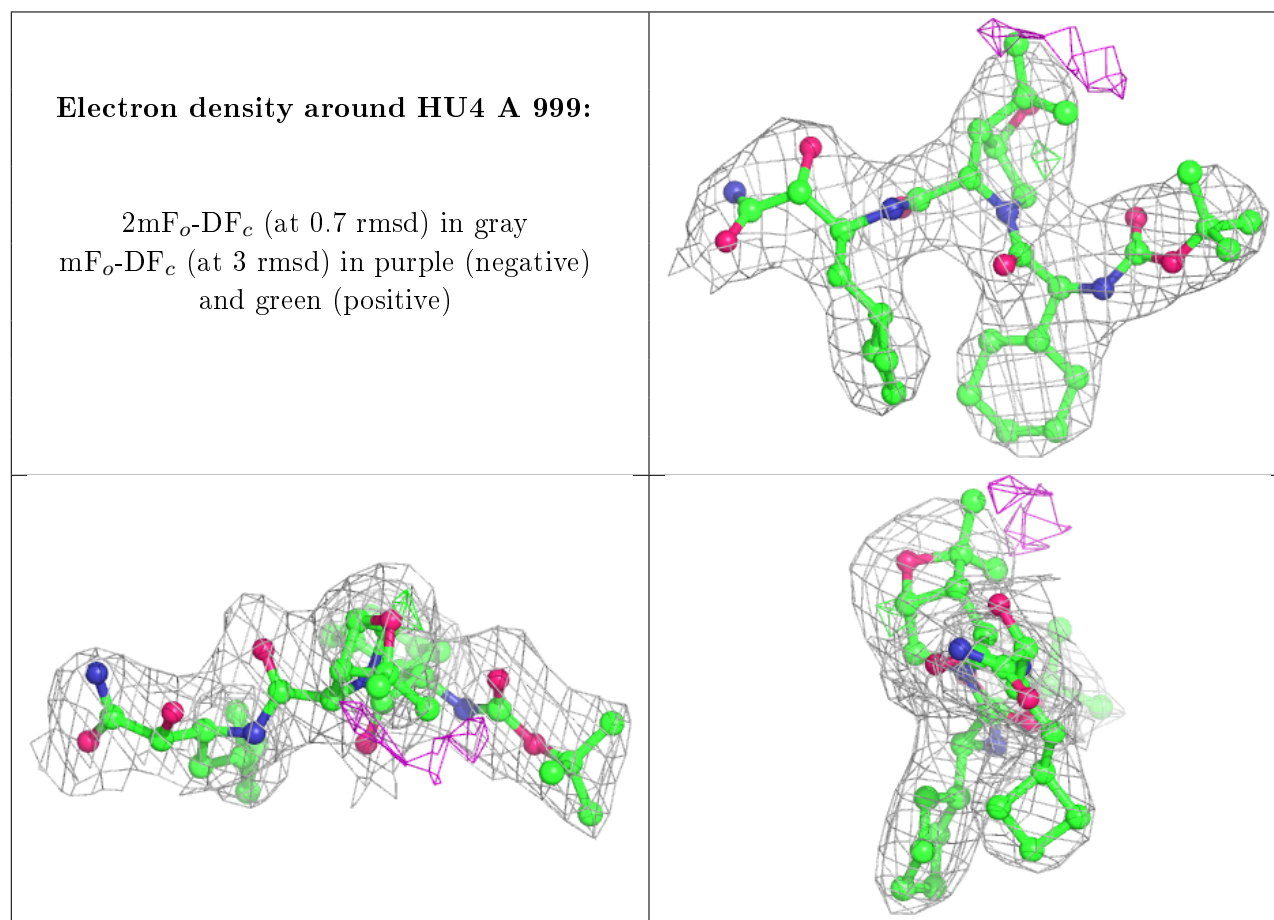 Electron density around HU4 A 999:
2mFₒ-DF𝒸 (at 0.7 rmsd) in gray
mFₒ-DF𝒸 (at 3 rmsd) in purple (negative)
and green (positive)